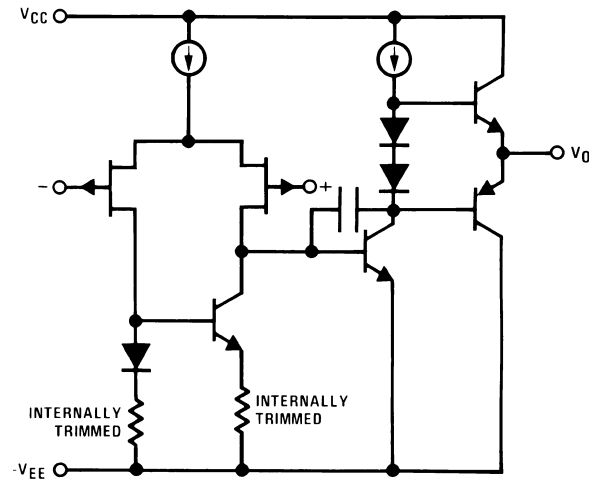 VCC
−
+
VO
INTERNALLY
TRIMMED
INTERNALLY
TRIMMED
-VEE